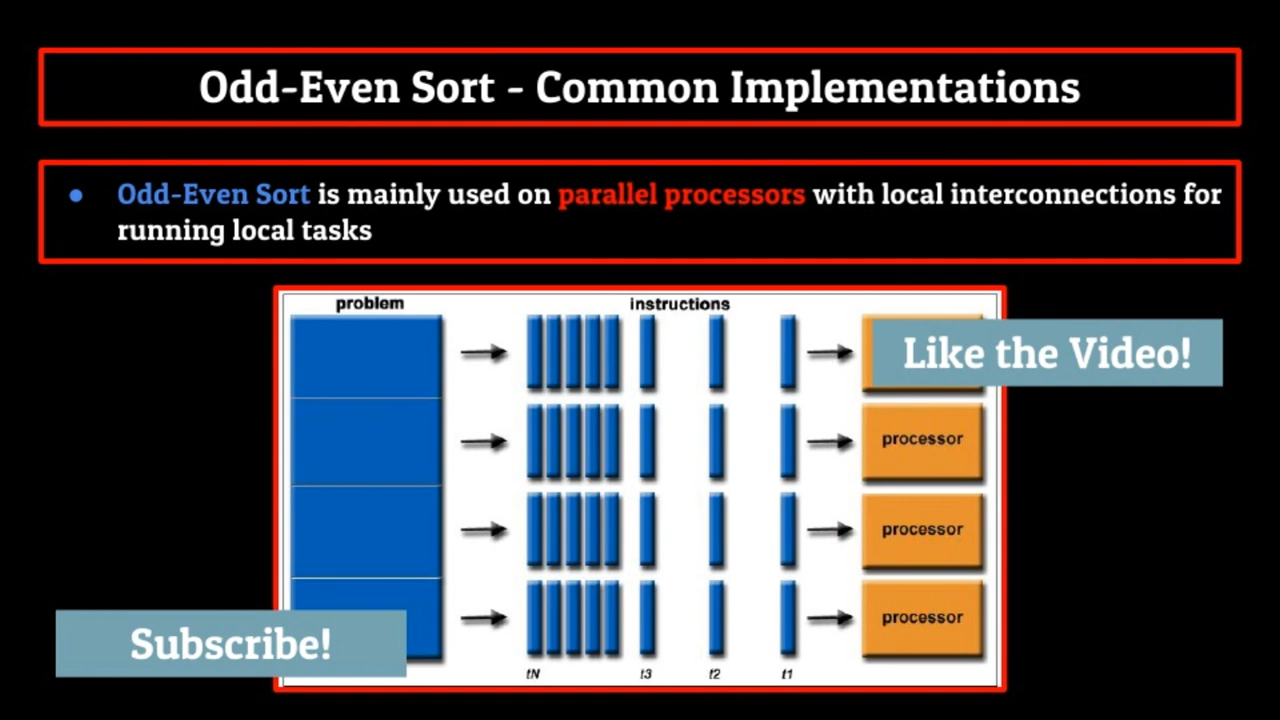 Odd-Even Sort - Common Implementations
● Odd-Even Sort is mainly used on parallel processors with local interconnections for
running local tasks
problem
instructions
Like the Video!
processor
processor
processor
Subscribe!
tN
t3
t2
t1